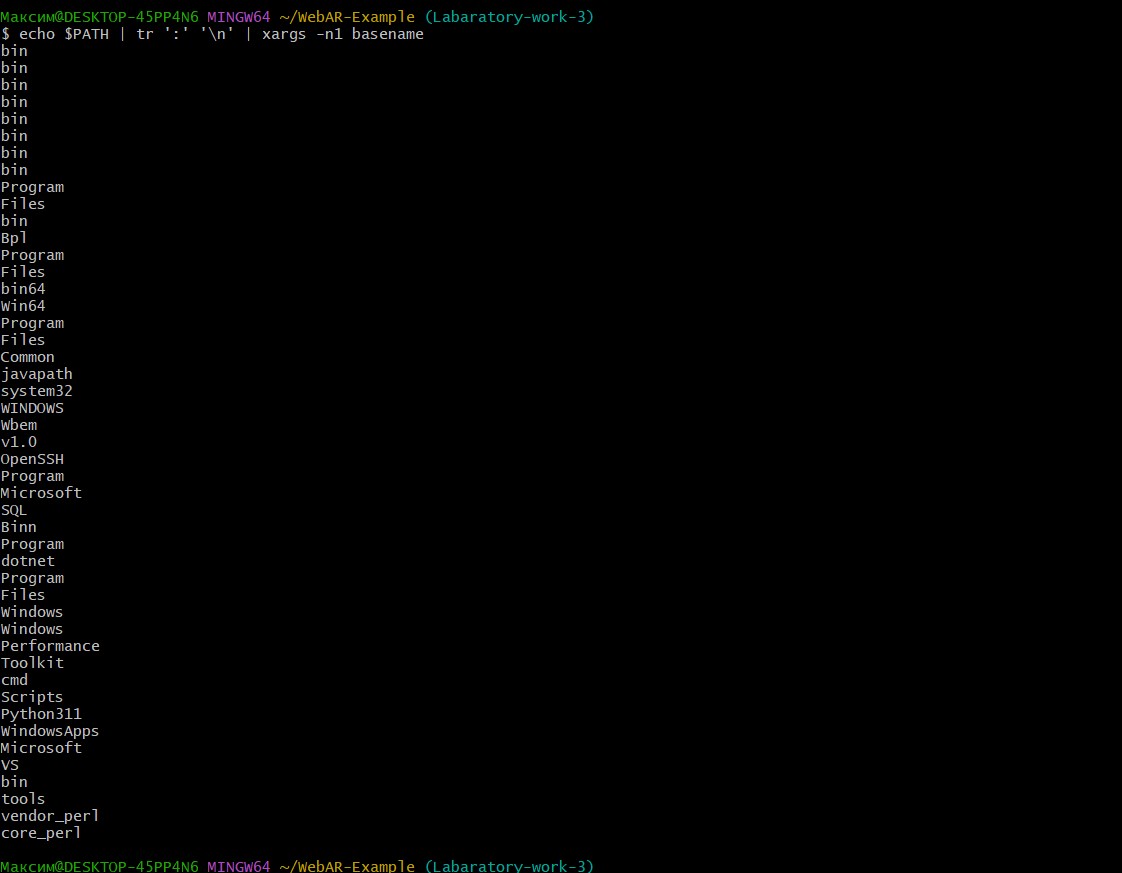 Максим@DESKTOP-45PP4N6 MINGW64 ~/WebAR-Example (Labaratory-work-3)
$ echo $PATH | tr ':' '\n' | xargs -n1 basename
bin
bin
bin
bin
bin
bin
bin
bin
Program
Files
bin
Bpl
Program
Files
bin64
Win64
Program
Files
Common
javapath
system32
WINDOWS
Wbem
v1.0
OpenSSH
Program
Microsoft
SQL
Binn
Program
dotnet
Program
Files
Windows
Windows
Performance
Toolkit
cmd
Scripts
Python311
WindowsApps
Microsoft
VS
bin
tools
vendor_perl
core_perl
Максим@DESKTOP-45PP4N6 MINGW64 ~/WebAR-Example (Labaratory-work-3)